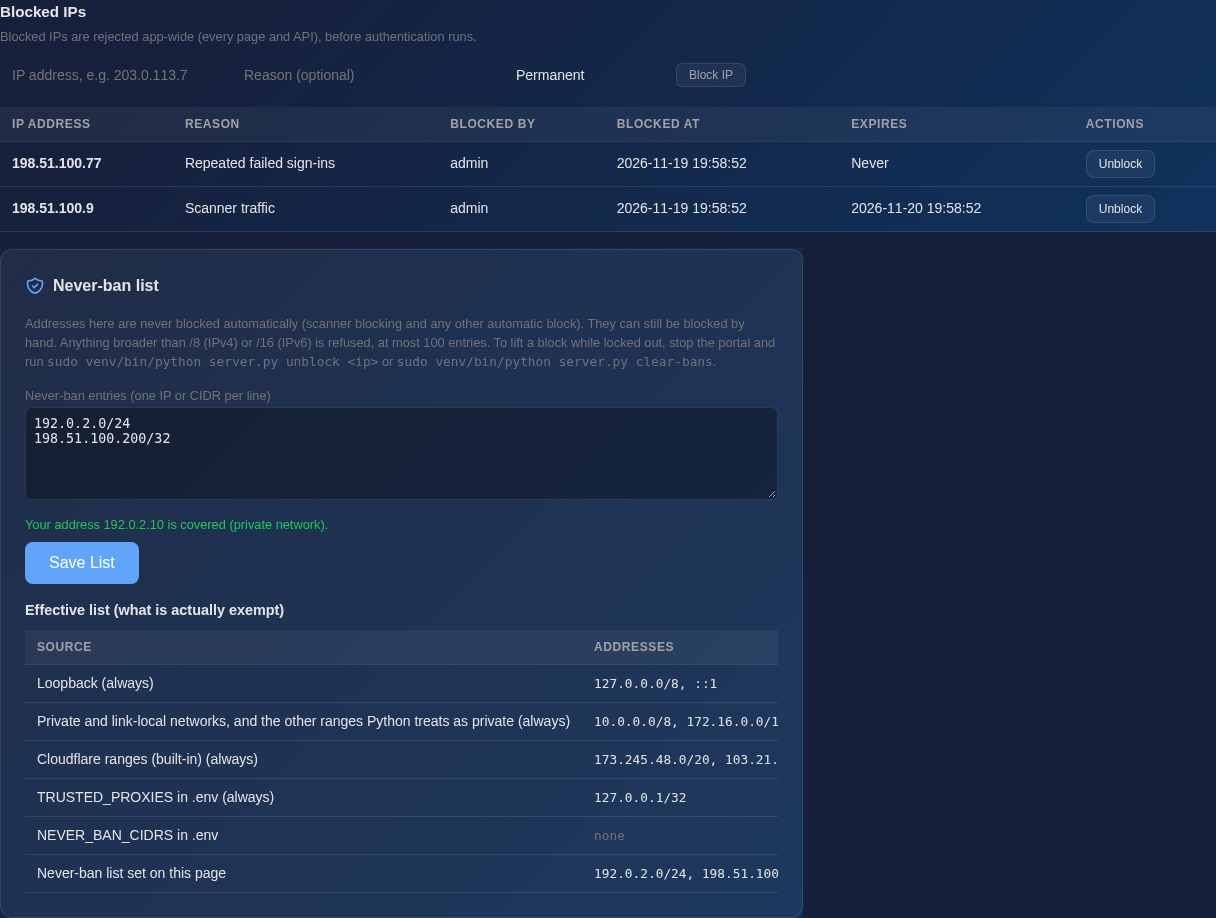 Blocked IPs
Blocked IPs are rejected app-wide (every page and API), before authentication runs.
IP address, e.g. 203.0.113.7 Reason (optional) Permanent Block IP
IP ADDRESS REASON BLOCKED BY BLOCKED AT EXPIRES ACTIONS
198.51.100.77 Repeated failed sign-ins admin 2026-11-19 19:58:52 Never Unblock
198.51.100.9 Scanner traffic admin 2026-11-19 19:58:52 2026-11-20 19:58:52 Unblock
Never-ban list
Addresses here are never blocked automatically (scanner blocking and any other automatic block). They can still be blocked by
hand. Anything broader than /8 (IPv4) or /16 (IPv6) is refused, at most 100 entries. To lift a block while locked out, stop the portal and
run sudo venv/bin/python server.py unblock <ip> or sudo venv/bin/python server.py clear-bans.
Never-ban entries (one IP or CIDR per line)
192.0.2.0/24
198.51.100.200/32
Your address 192.0.2.10 is covered (private network).
Save List
Effective list (what is actually exempt)
SOURCE ADDRESSES
Loopback (always) 127.0.0.0/8, ::1
Private and link-local networks, and the other ranges Python treats as private (always) 10.0.0.0/8, 172.16.0.0/1
Cloudflare ranges (built-in) (always) 173.245.48.0/20, 103.21.
TRUSTED_PROXIES in .env (always) 127.0.0.1/32
NEVER_BAN_CIDRS in .env none
Never-ban list set on this page 192.0.2.0/24, 198.51.100